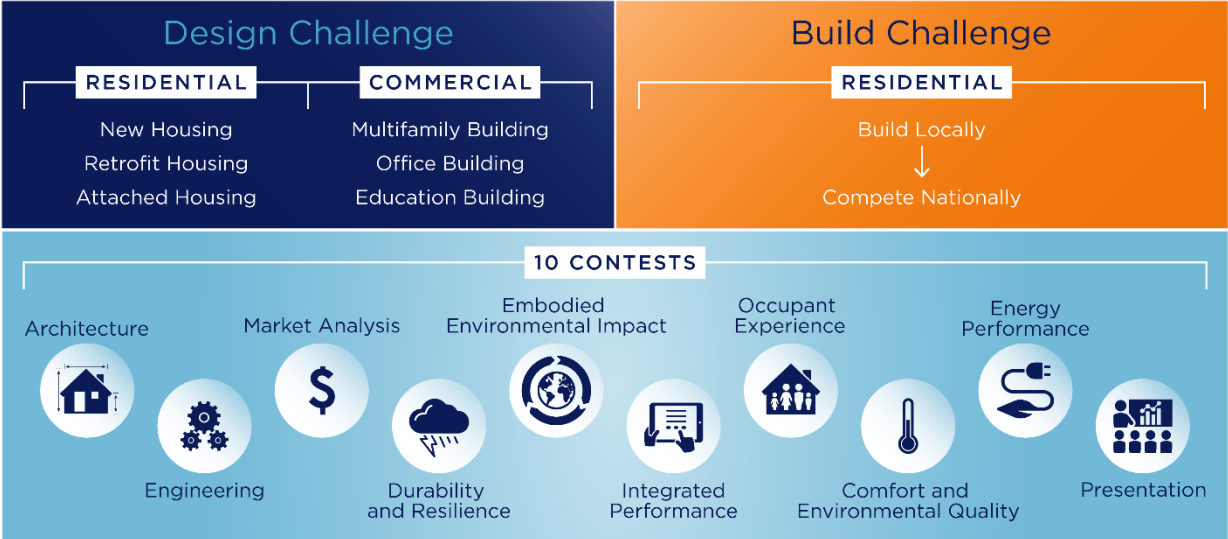 Design Challenge
RESIDENTIAL
New Housing
Retrofit Housing
Attached Housing
COMMERCIAL
Multifamily Building
Office Building
Education Building
Build Challenge
RESIDENTIAL
Build Locally
Compete Nationally
10 CONTESTS
Architecture
Engineering
Market Analysis
$
Durability
and Resilience
Embodied
Environmental Impact
Integrated
Performance
Occupant
Experience
Comfort and
Environmental Quality
Energy
Performance
Presentation